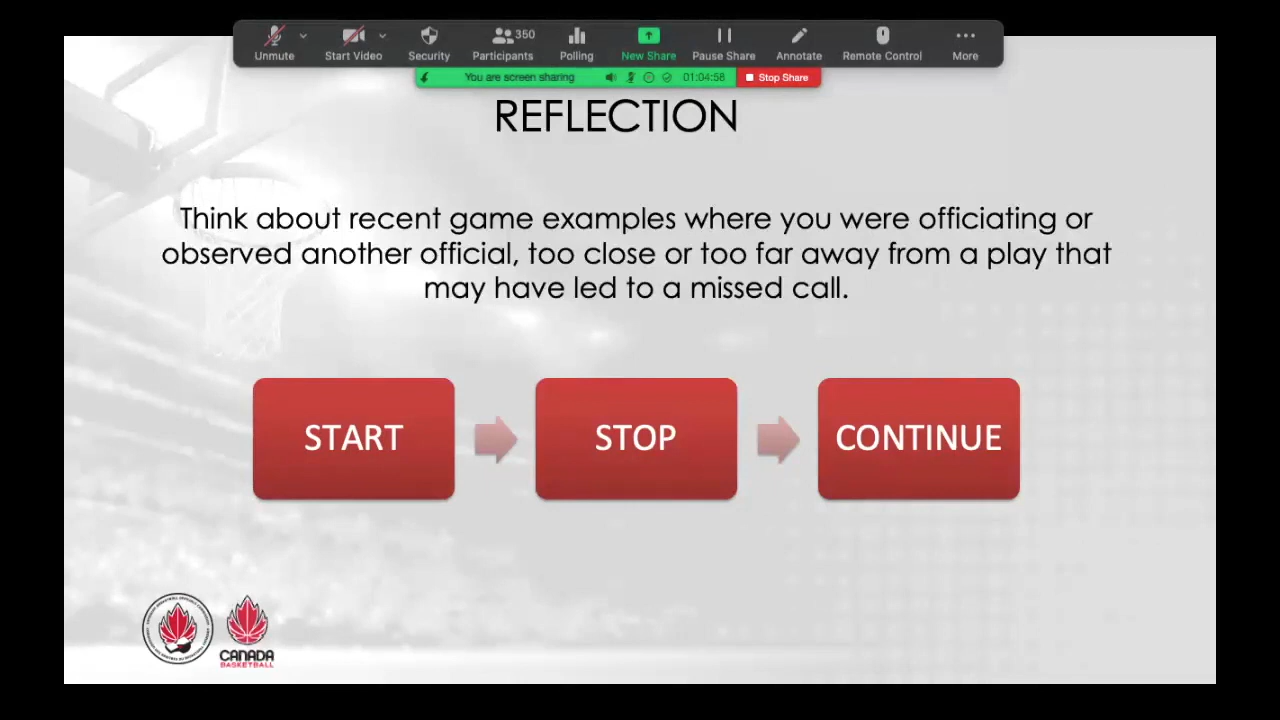 350
Unmute
Start Video
Security
Participants
Polling
New Share
Pause Share
Annotate
Remote Control
More
You are screen sharing
01:04:58
Stop Share
REFLECTION
Think about recent game examples where you were officiating or
observed another official, too close or too far away from a play that
may have led to a missed call.
START
STOP
CONTINUE
CANADA
BASKETBALL